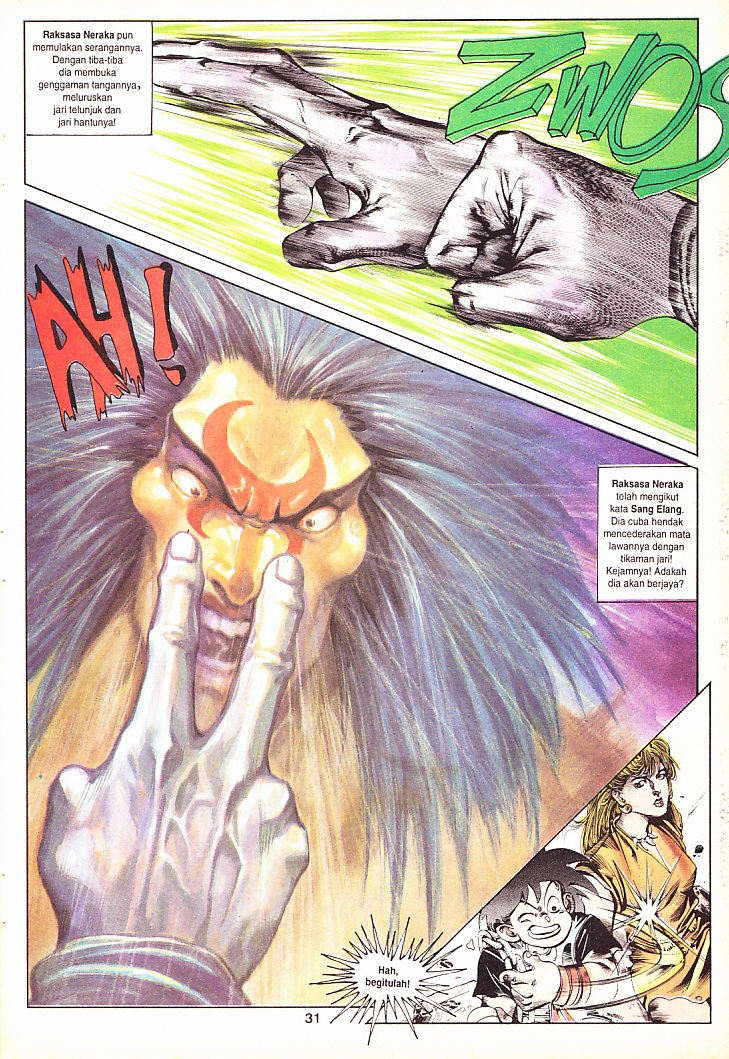 Raksasa Neraka pun
memulakan serangannya.
Dengan tiba-tiba
dia membuka
genggaman tangannya,
meluruskan
jari telunjuk dan
jari hantunya!
ZWOS
AH!
Raksasa Neraka
telah mengikut
kata Sang Elang.
Dia cuba hendak
mencederakan mata
lawannya dengan
tikaman jari!
Kejamnya! Adakah
dia akan berjaya?
Hah,
begitulah!
31